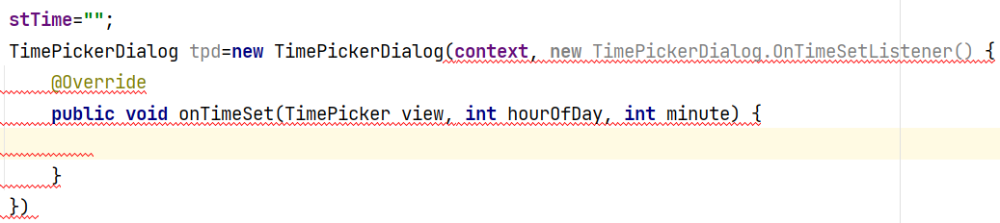 stTime="";
TimePickerDialog tpd=new TimePickerDialog(context, new TimePickerDialog.OnTimeSetListener() {
@Override
public void onTimeSet(TimePicker view, int hourOfDay, int minute) {
}
})